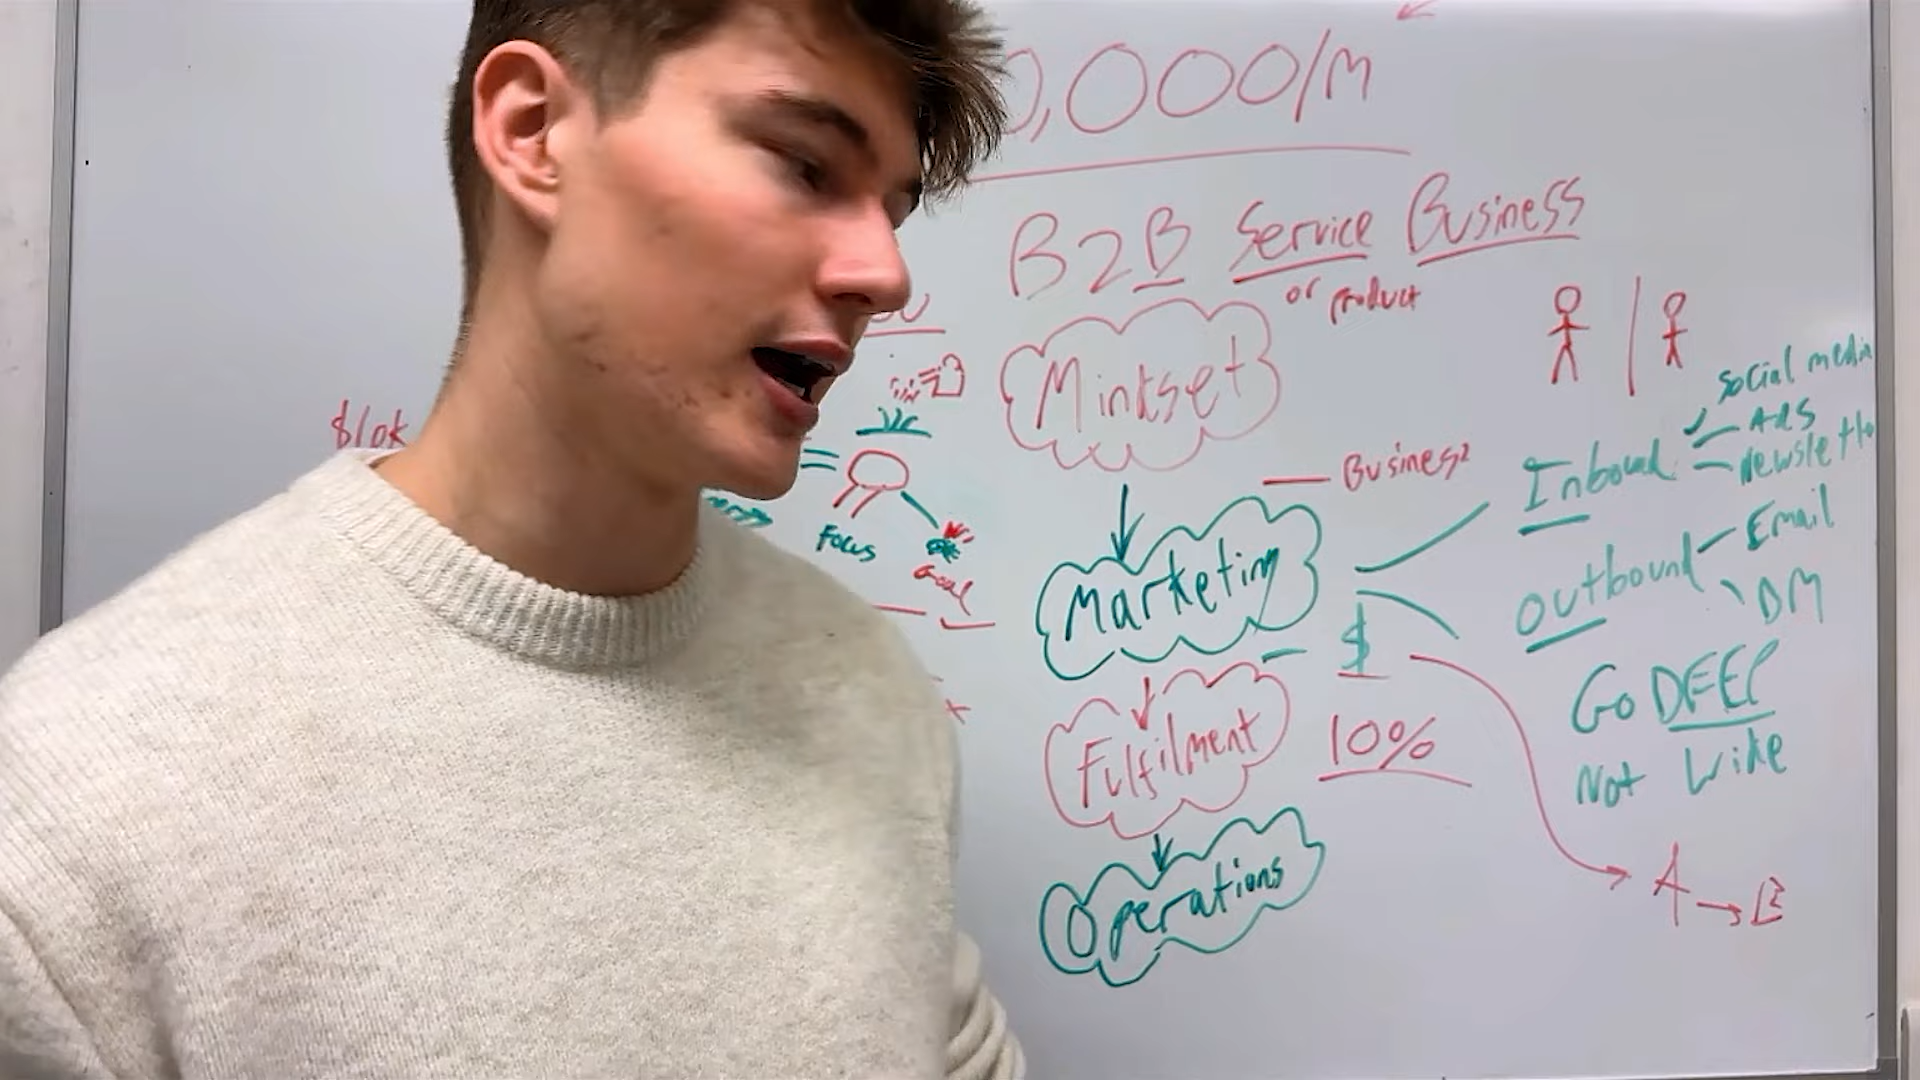 0,000/m
B2B Service Business
or product
$10k
Mindset
Business
Marketing
$
Inbound
social media
Ads
Outbound
Email
DM
Focus
Goal
Fulfilment
10%
Go DEEP
Not Wide
Operations
A → B